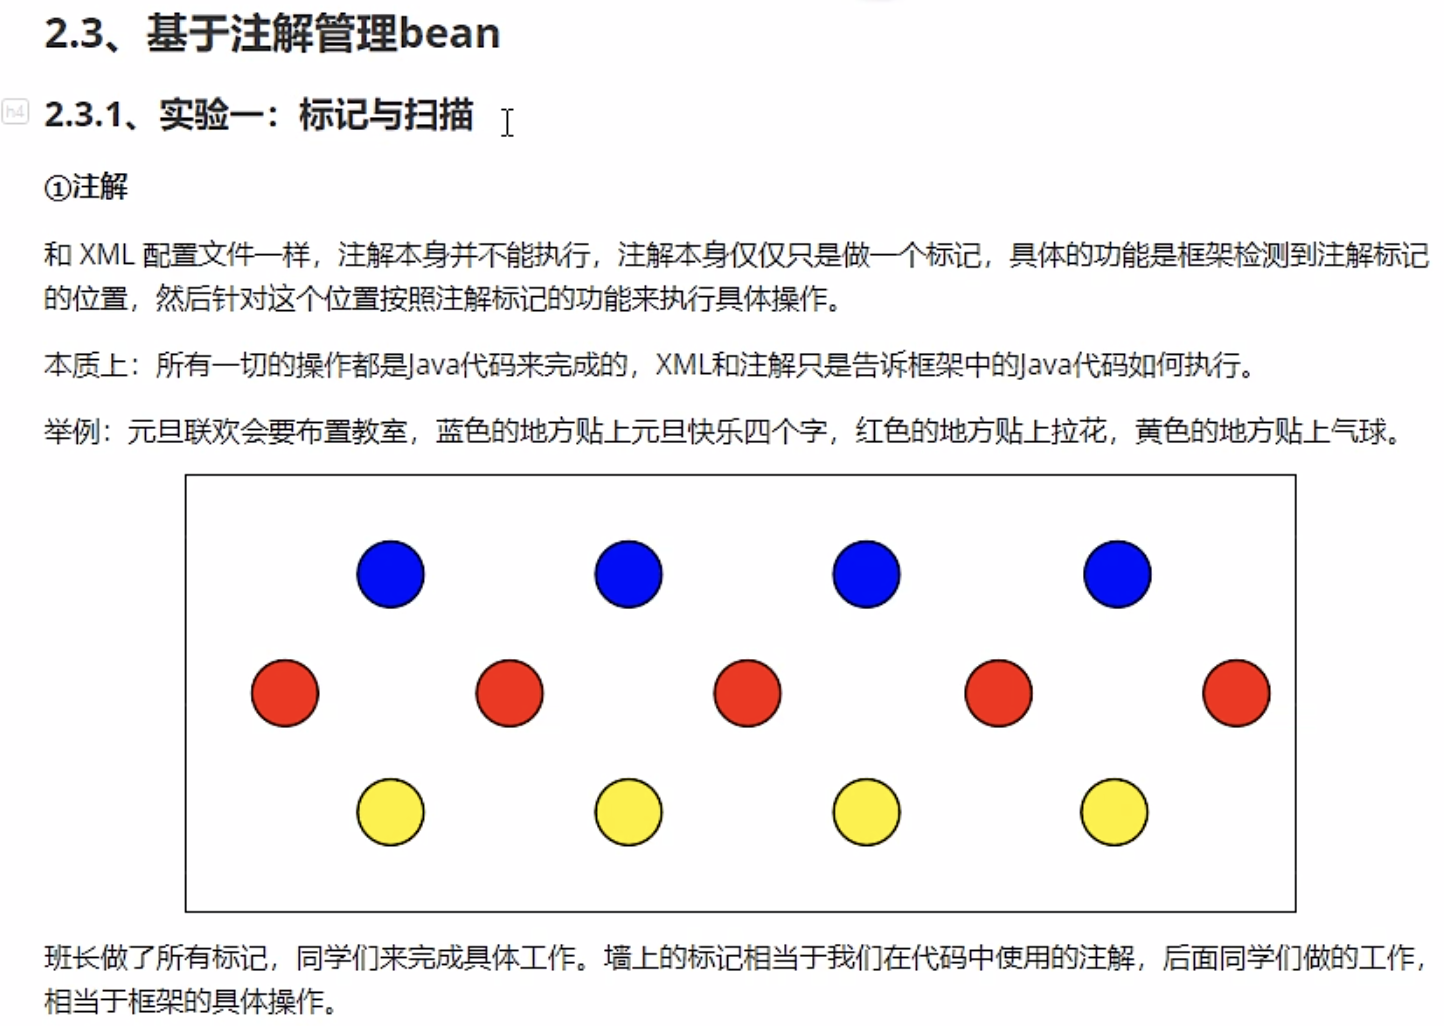 2.3、基于注解管理bean
h4
2.3.1、实验一：标记与扫描
①注解
和 XML 配置文件一样，注解本身并不能执行，注解本身仅仅只是做一个标记，具体的功能是框架检测到注解标记
的位置，然后针对这个位置按照注解标记的功能来执行具体操作。
本质上：所有一切的操作都是Java代码来完成的，XML和注解只是告诉框架中的Java代码如何执行。
举例：元旦联欢会要布置教室，蓝色的地方贴上元旦快乐四个字，红色的地方贴上拉花，黄色的地方贴上气球。
班长做了所有标记，同学们来完成具体工作。墙上的标记相当于我们在代码中使用的注解，后面同学们做的工作，
相当于框架的具体操作。